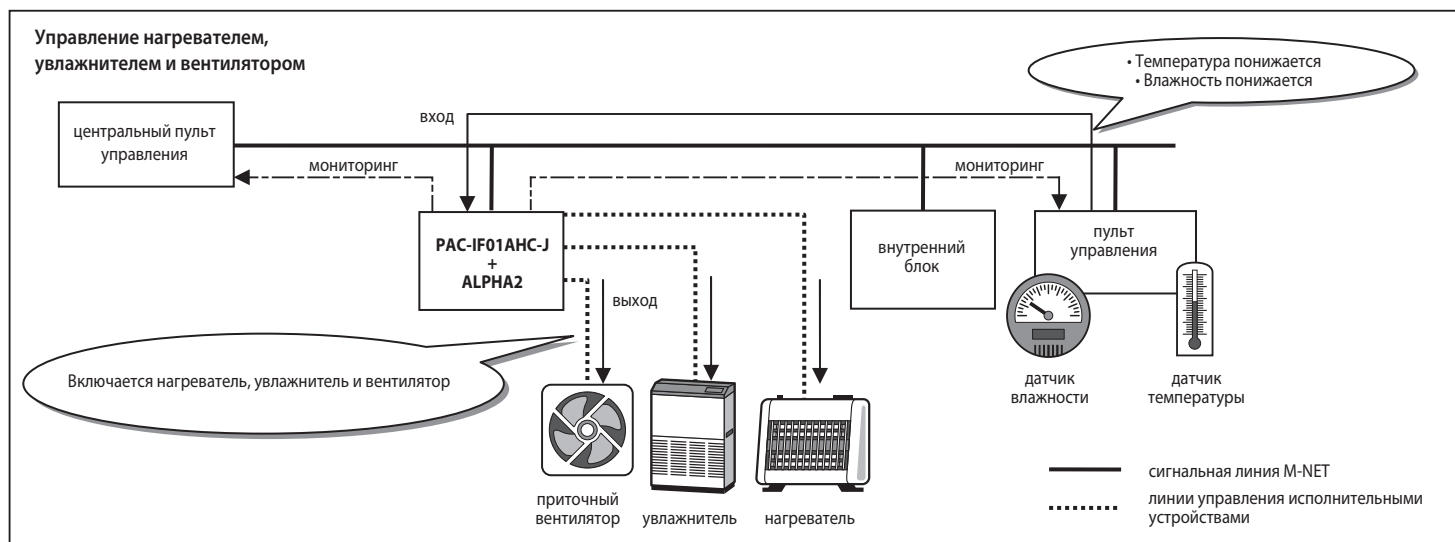 Управление нагревателем,
увлажнителем и вентилятором
• Температура понижается
• Влажность понижается
вход
центральный пульт
управления
мониторинг
мониторинг
PAC-IF01AHC-J
+
ALPHA2
внутренний
блок
пульт
управления
выход
Включается нагреватель, увлажнитель и вентилятор
датчик
влажности
датчик
температуры
приточный
вентилятор
увлажнитель
нагреватель
сигнальная линия M-NET
линии управления исполнительными
устройствами